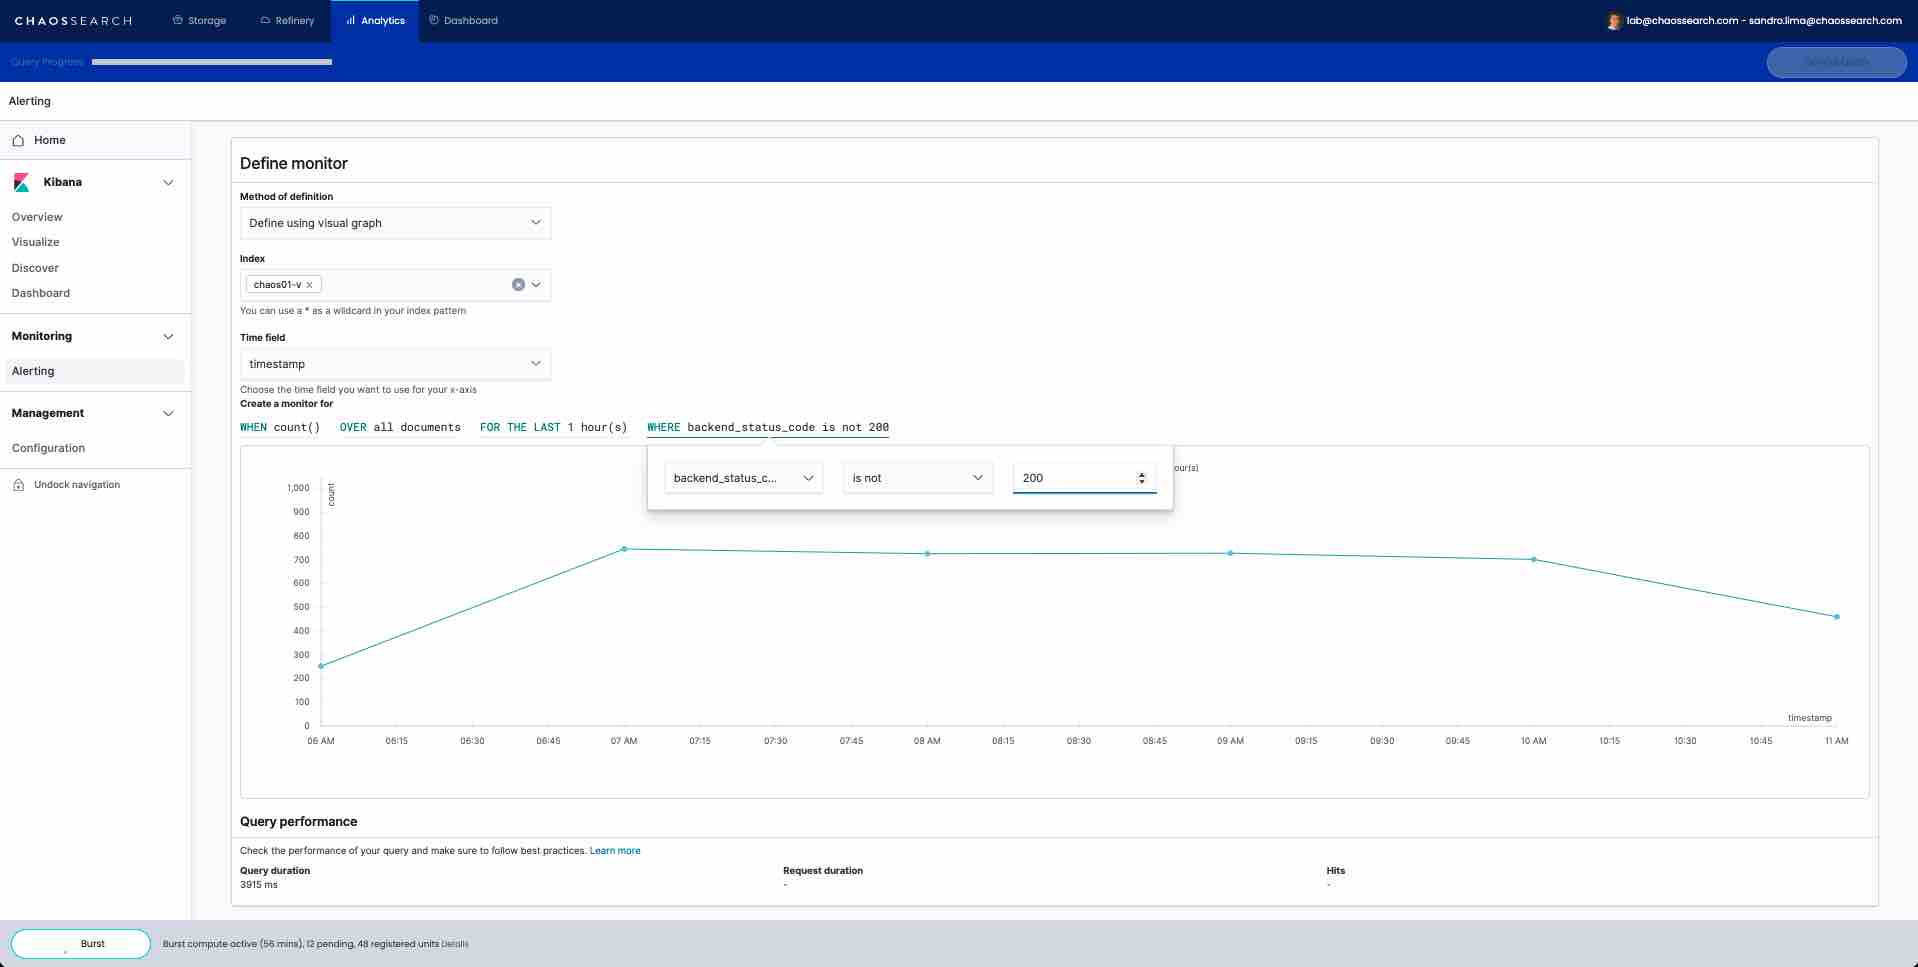 CHAOSSEARCH Storage Refinery Analytics Dashboard lab@chaossearch.com - sandro.lima@chaossearch.com
Query Progress
Alerting
Home
Kibana
Overview
Visualize
Discover
Dashboard
Monitoring
Alerting
Management
Configuration
Undock navigation
Define monitor
Method of definition
Define using visual graph
Index
chaos01-v ×
You can use a * as a wildcard in your index pattern
Time field
timestamp
Choose the time field you want to use for your x-axis
Create a monitor for
WHEN count() OVER all documents FOR THE LAST 1 hour(s) WHERE backend_status_code is not 200
backend_status_c... is not 200
our(s)
count
1,000
900
800
700
600
500
400
300
200
100
0
timestamp
06 AM 06:15 06:30 06:45 07 AM 07:15 07:30 07:45 08 AM 08:15 08:30 08:45 09 AM 09:15 09:30 09:45 10 AM 10:15 10:30 10:45 11 AM
Query performance
Check the performance of your query and make sure to follow best practices. Learn more
Query duration Request duration Hits
3915 ms - -
Burst Burst compute active (56 mins), 12 pending, 48 registered units Details